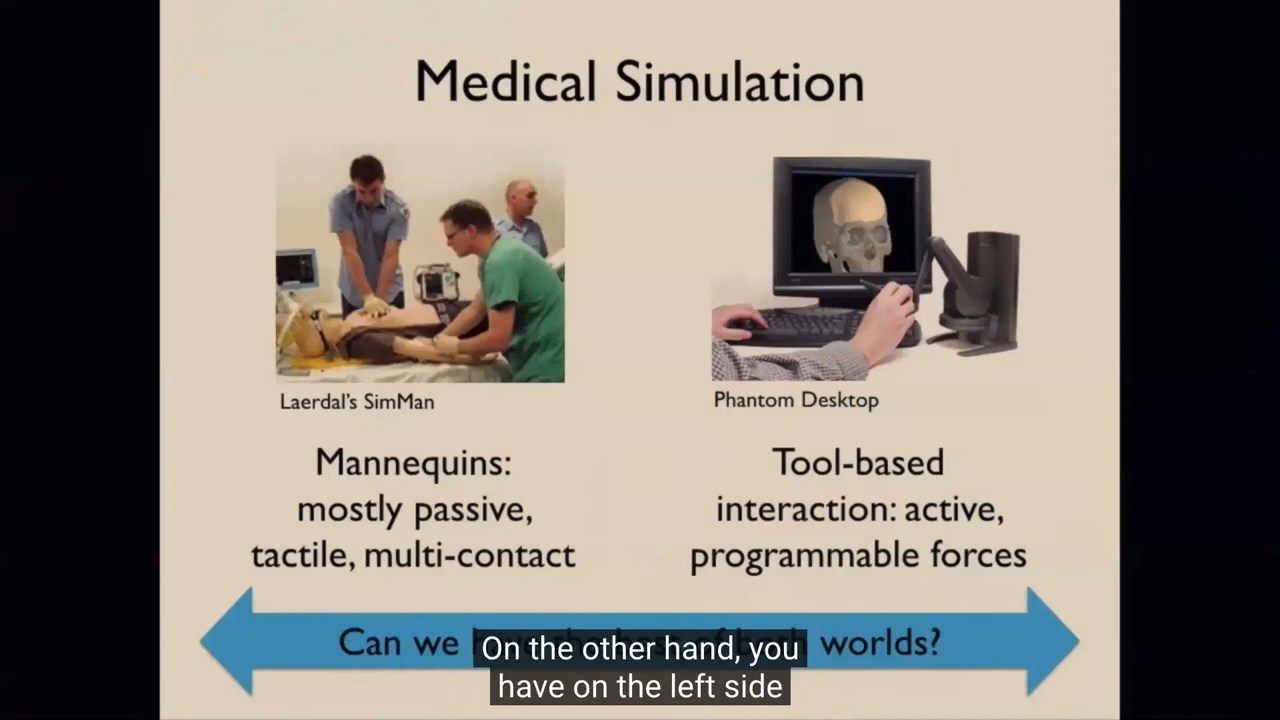 Medical Simulation
Laerdal's SimMan
Phantom Desktop
Mannequins:
mostly passive,
tactile, multi-contact
Tool-based
interaction: active,
programmable forces
Can we worlds?
On the other hand, you
have on the left side